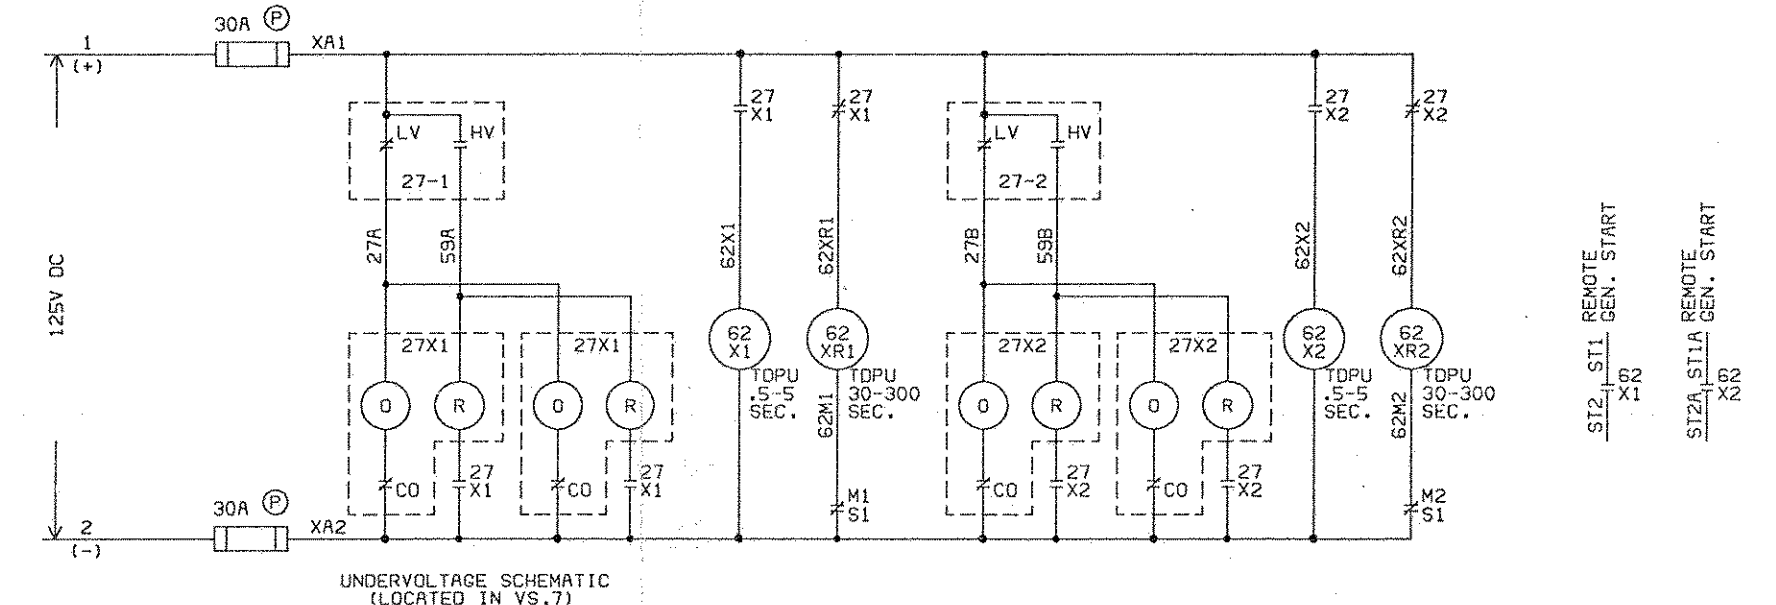 30A P
1
(+)
XA1
27
X1
27
X1
27
X2
27
X2
LV
HV
27-1
LV
HV
27-2
27A
59A
62X1
62XR1
27B
59B
62X2
62XR2
125V DC
27X1
27X1
62
X1
62
XR1
27X2
27X2
62
X2
62
XR2
TDPU
.5-5
SEC.
TDPU
30-300
SEC.
TDPU
.5-5
SEC.
TDPU
30-300
SEC.
O
R
O
R
O
R
O
R
62M1
62M2
CO
27
X1
CO
27
X1
CO
27
X2
CO
27
X2
M1
S1
M2
S1
30A P
2
(-)
XA2
UNDERVOLTAGE SCHEMATIC
(LOCATED IN VS.7)
ST2 ST1 REMOTE
GEN. START
62
X1
ST2A ST1A REMOTE
GEN. START
62
X2